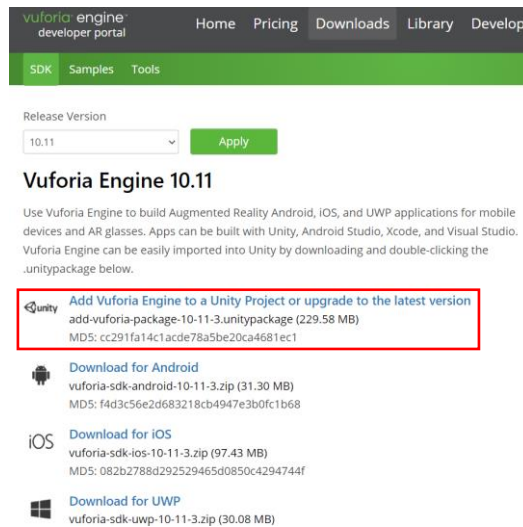 vuforia engine™
developer portal
Home Pricing Downloads Library Develop
SDK Samples Tools
Release Version
10.11
Apply
Vuforia Engine 10.11
Use Vuforia Engine to build Augmented Reality Android, iOS, and UWP applications for mobile
devices and AR glasses. Apps can be built with Unity, Android Studio, Xcode, and Visual Studio.
Vuforia Engine can be easily imported into Unity by downloading and double-clicking the
.unitypackage below.
unity
Add Vuforia Engine to a Unity Project or upgrade to the latest version
add-vuforia-package-10-11-3.unitypackage (229.58 MB)
MD5: cc291fa14c1acde78a5be20ca4681ec1
Download for Android
vuforia-sdk-android-10-11-3.zip (31.30 MB)
MD5: f4d3c56e2d683218cb4947e3b0fc1b68
iOS
Download for iOS
vuforia-sdk-ios-10-11-3.zip (97.43 MB)
MD5: 082b2788d292529465d0850c4294744f
Download for UWP
vuforia-sdk-uwp-10-11-3.zip (30.08 MB)